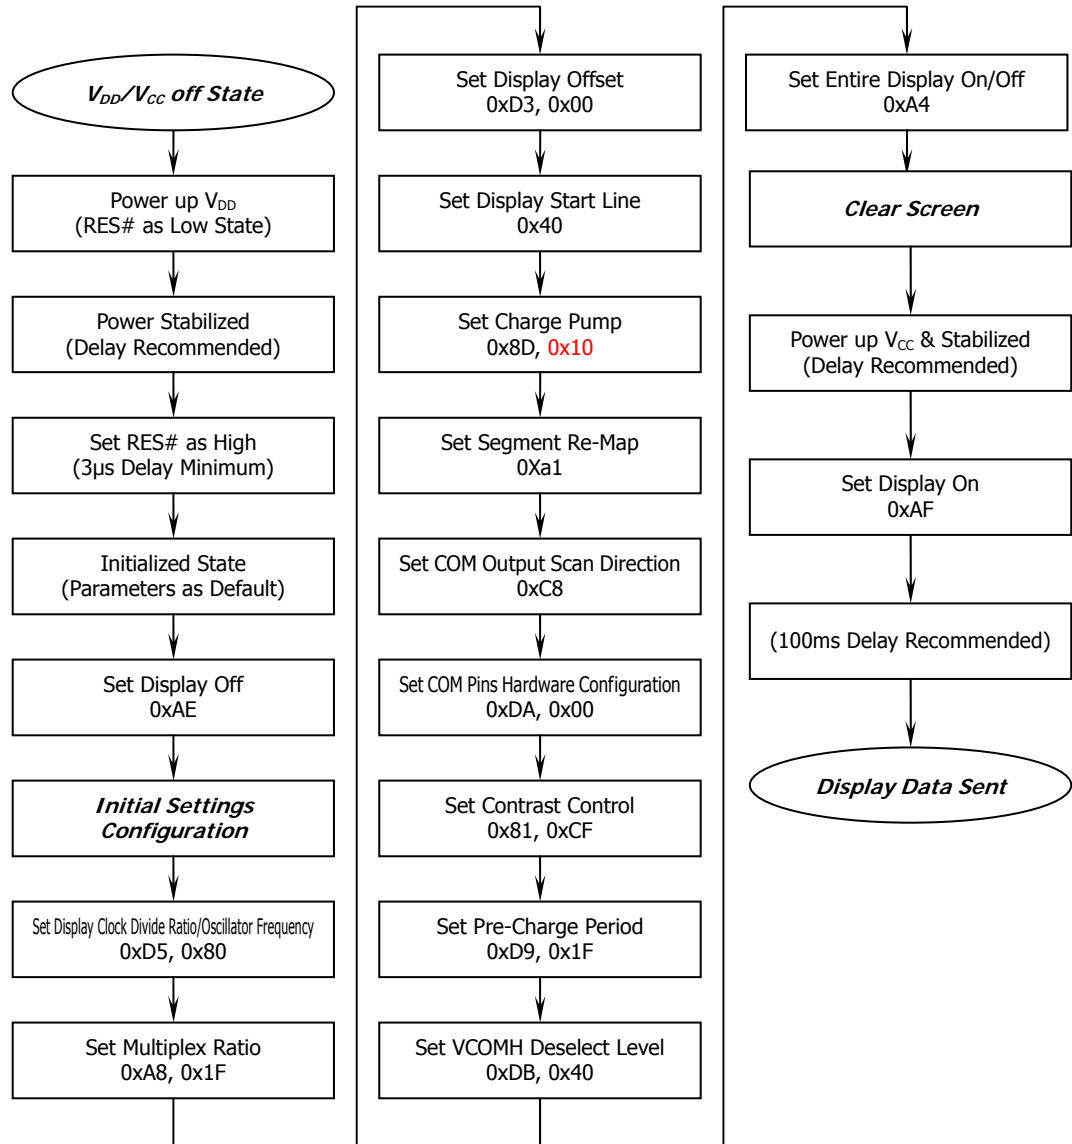 V_DD/V_CC off State
Power up V_DD
(RES# as Low State)
Power Stabilized
(Delay Recommended)
Set RES# as High
(3µs Delay Minimum)
Initialized State
(Parameters as Default)
Set Display Off
0xAE
Initial Settings
Configuration
Set Display Clock Divide Ratio/Oscillator Frequency
0xD5, 0x80
Set Multiplex Ratio
0xA8, 0x1F
Set Display Offset
0xD3, 0x00
Set Display Start Line
0x40
Set Charge Pump
0x8D, 0x10
Set Segment Re-Map
0Xa1
Set COM Output Scan Direction
0xC8
Set COM Pins Hardware Configuration
0xDA, 0x00
Set Contrast Control
0x81, 0xCF
Set Pre-Charge Period
0xD9, 0x1F
Set VCOMH Deselect Level
0xDB, 0x40
Set Entire Display On/Off
0xA4
Clear Screen
Power up V_CC & Stabilized
(Delay Recommended)
Set Display On
0xAF
(100ms Delay Recommended)
Display Data Sent